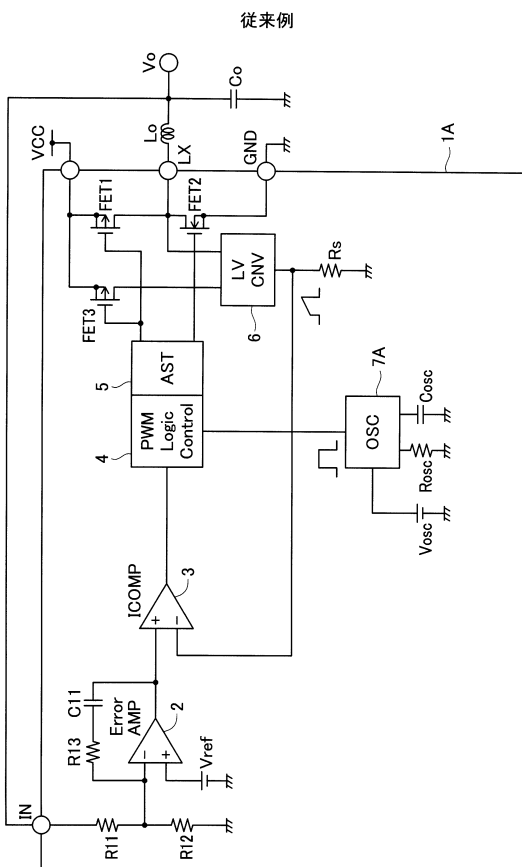 従来例
IN
R11
R12
R13
C11
Error
AMP
2
Vref
ICOMP
3
+
−
−
+
4
PWM
Logic
Control
5
AST
FET3
FET1
FET2
VCC
LX
GND
Lo
Vo
Co
LV
CNV
6
Rs
OSC
7A
Vosc
Rosc
Cosc
1A